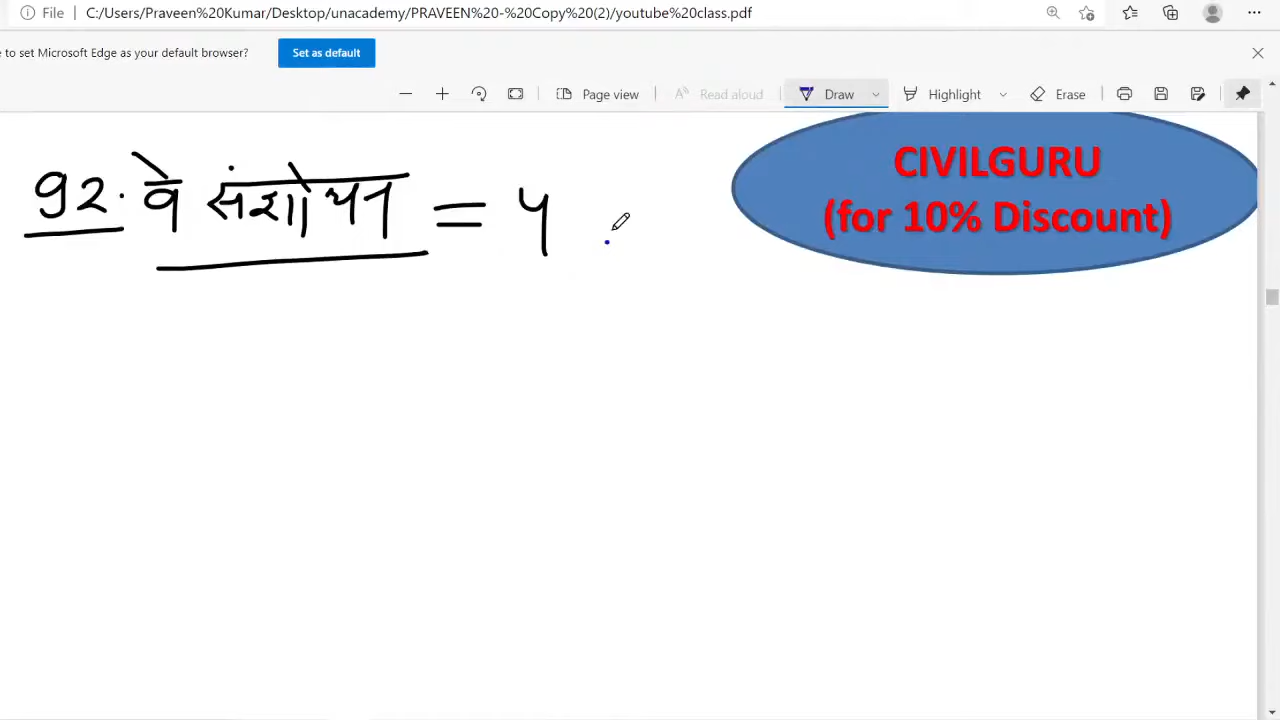 File C:/Users/Praveen%20Kumar/Desktop/unacademy/PRAVEEN%20-%20Copy%20(2)/youtube%20class.pdf
e to set Microsoft Edge as your default browser? Set as default
Page view Read aloud Draw Highlight Erase
CIVILGURU
(for 10% Discount)
92. वे संशोधन = 4